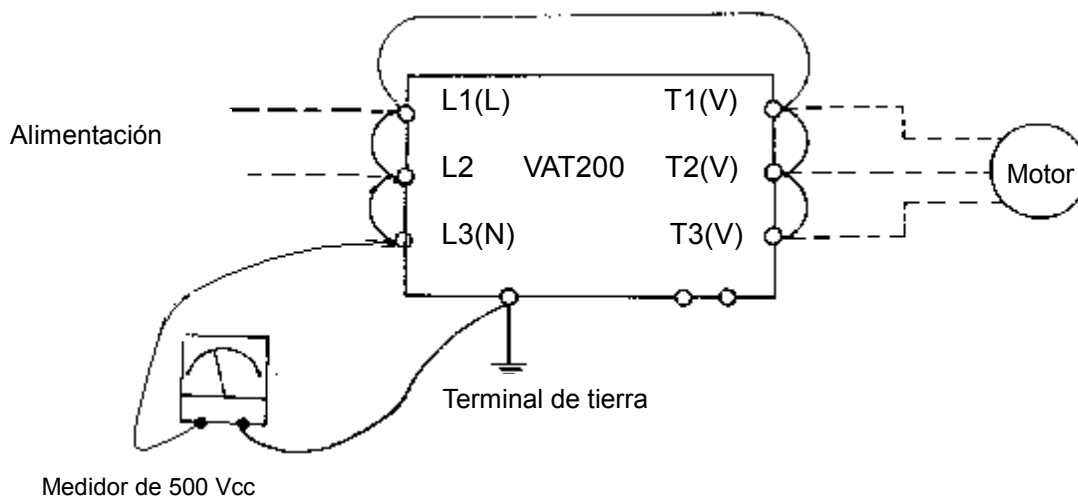 L1(L)
T1(V)
Alimentación
L2
VAT200
T2(V)
Motor
L3(N)
T3(V)
Terminal de tierra
Medidor de 500 Vcc